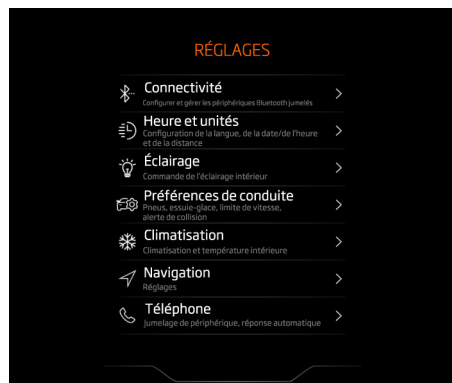 RÉGLAGES
Connectivité
Configurer et gérer les périphériques Bluetooth jumelés
Heure et unités
Configuration de la langue, de la date/de l'heure
et de la distance
Éclairage
Commande de l'éclairage intérieur
Préférences de conduite
Pneus, essuie-glace, limite de vitesse,
alerte de collision
Climatisation
Climatisation et température intérieure
Navigation
Réglages
Téléphone
Jumelage de périphérique, réponse automatique